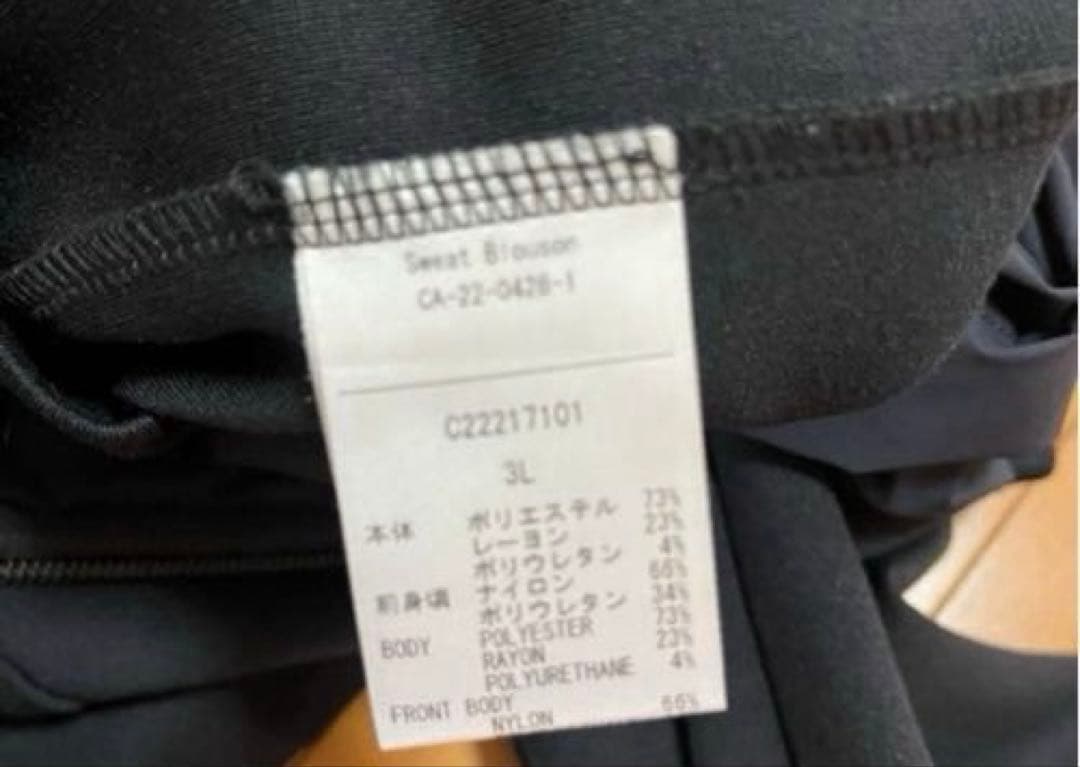 Sweat Blouson
CA-22-0428-1
C22217101
3L
本体 ポリエステル 73%
レーヨン 23%
ポリウレタン 4%
前身頃 ナイロン 66%
ポリウレタン 34%
BODY POLYESTER 73%
RAYON 23%
POLYURETHANE 4%
FRONT BODY
NYLON 66%